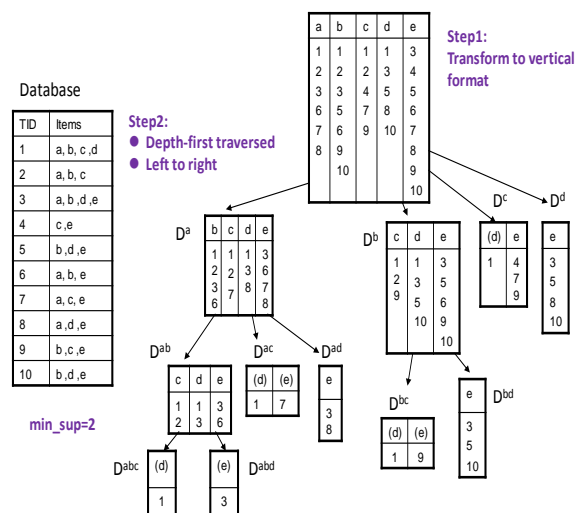 a b c d e
1 1 1 1 3
2 2 2 3 4
3 3 4 5 5
6 5 7 8 6
7 6 9 10 7
8 9 8
10 9
10
Step1:
Transform to vertical
format
Database
TID Items
1 a, b, c ,d
2 a, b, c
3 a, b ,d ,e
4 c ,e
5 b ,d ,e
6 a, b, e
7 a, c, e
8 a ,d ,e
9 b ,c ,e
10 b ,d ,e
min_sup=2
Step2:
● Depth-first traversed
● Left to right
Dᵃ
b c d e
1 1 1 3
2 2 3 6
3 7 8 7
6 8
Dᵇ
c d e
1 1 3
2 3 5
9 5 6
10 9
10
Dᶜ
(d) e
1 4
7
9
Dᵈ
e
3
5
8
10
Dᵃᵇ
c d e
1 1 3
2 3 6
Dᵃᶜ
(d) (e)
1 7
Dᵃᵈ
e
3
8
Dᵇᶜ
(d) (e)
1 9
Dᵇᵈ
e
3
5
10
Dᵃᵇᶜ
(d)
1
Dᵃᵇᵈ
(e)
3